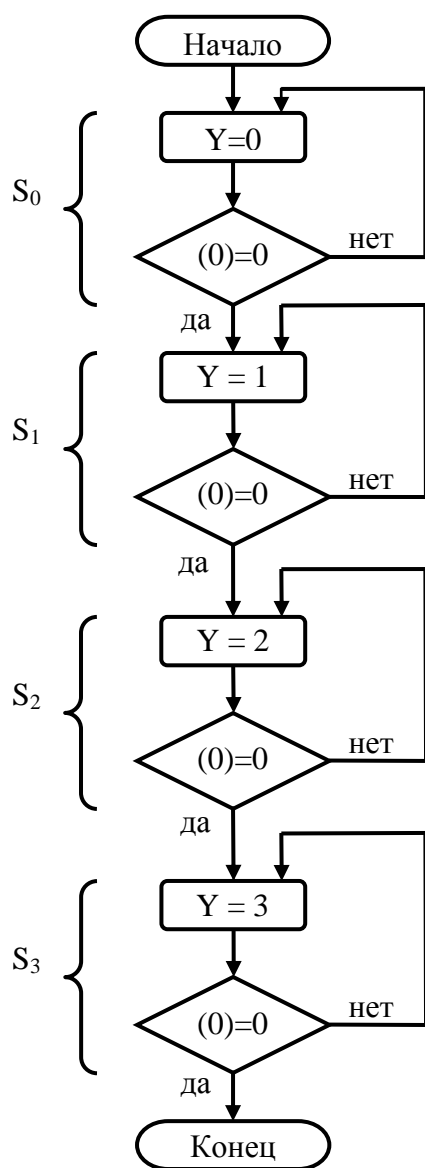 Начало
Y=0
S₀
(0)=0
нет
да
Y = 1
S₁
(0)=0
нет
да
Y = 2
S₂
(0)=0
нет
да
Y = 3
S₃
(0)=0
нет
да
Конец